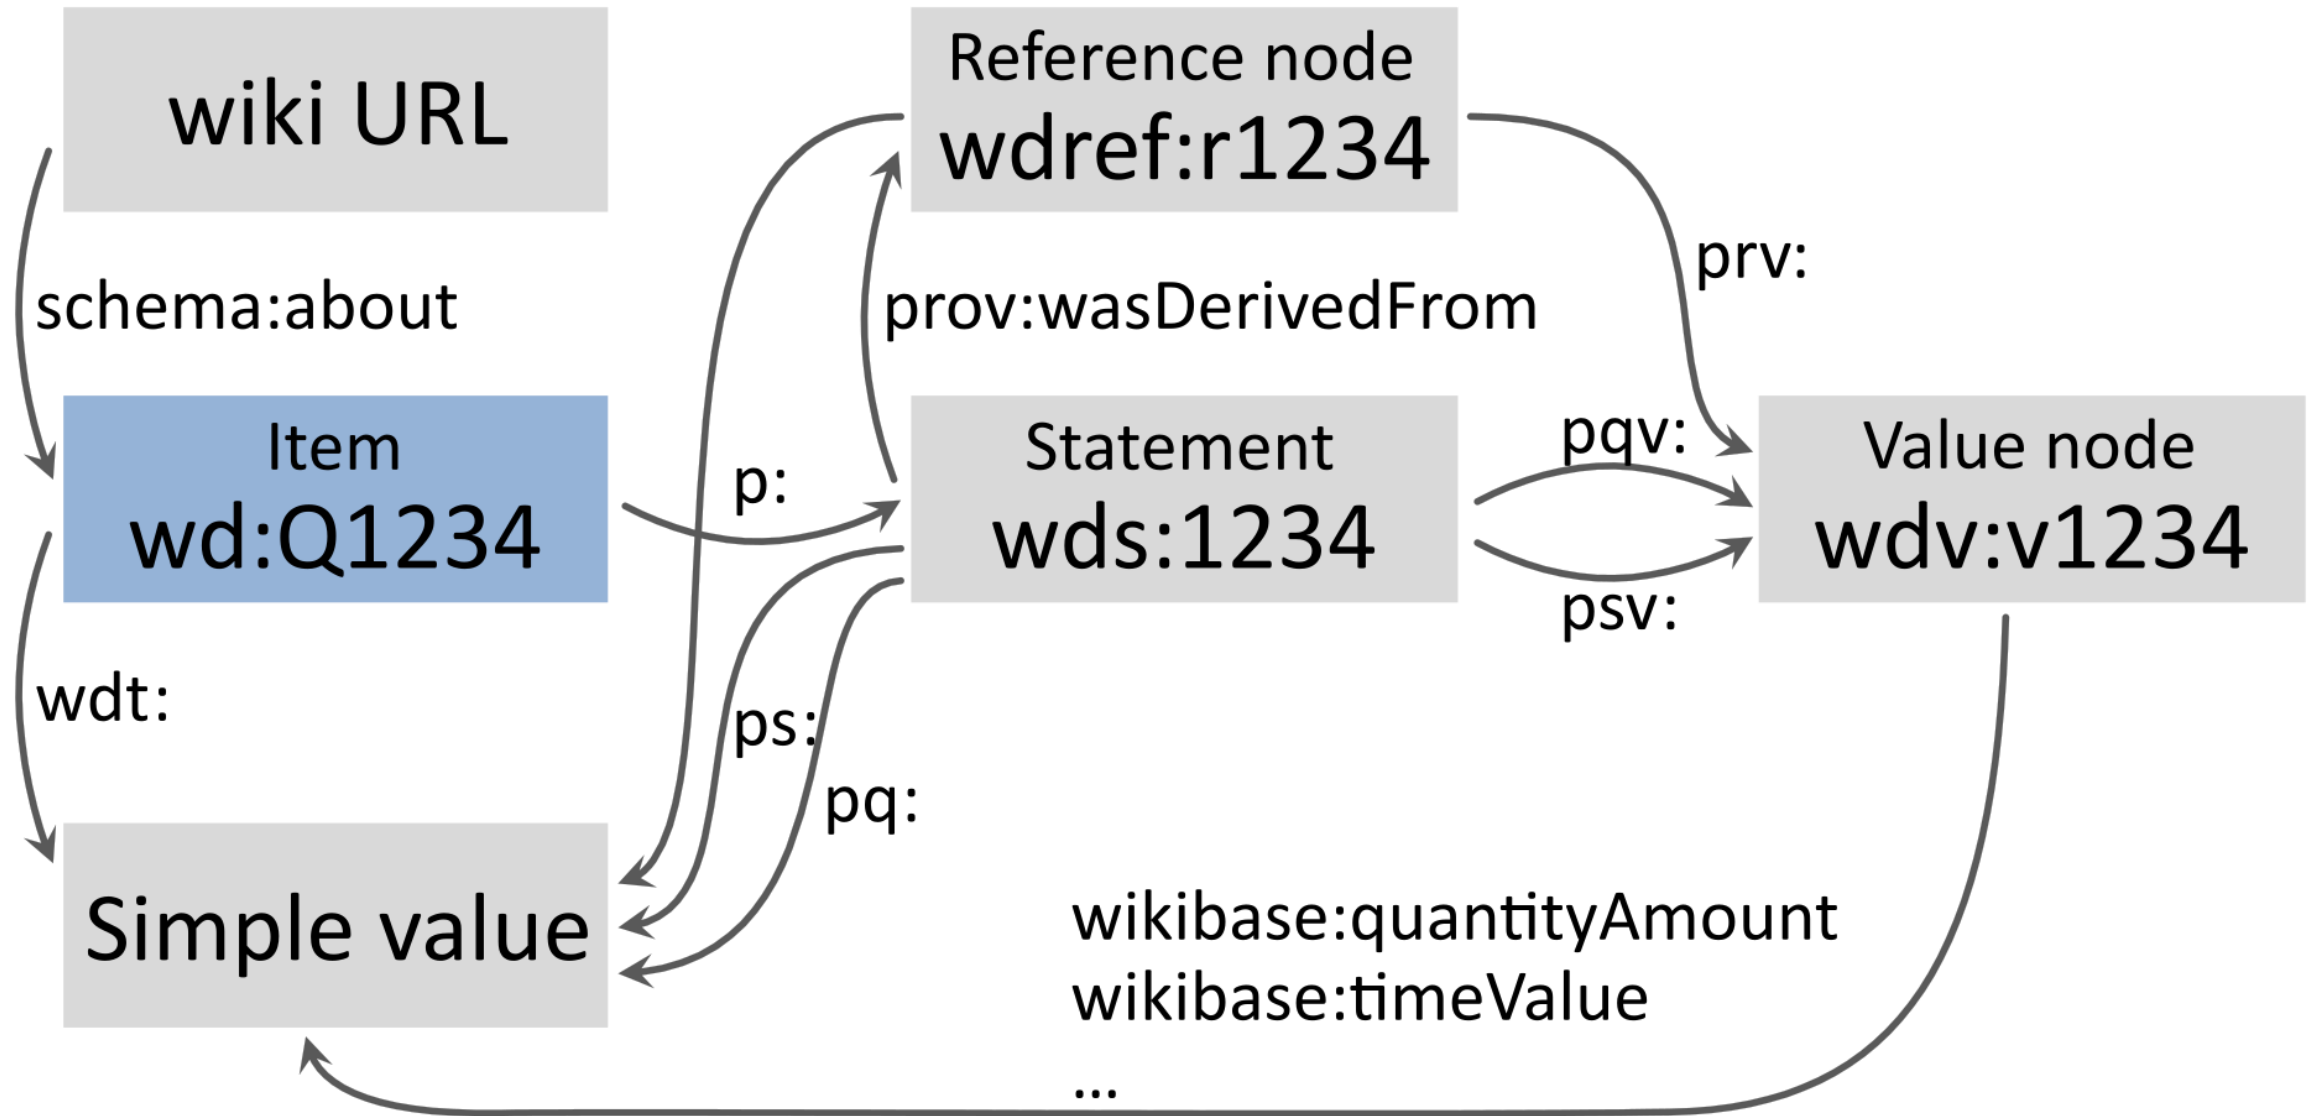 wiki URL
Reference node
wdref:r1234
schema:about
prov:wasDerivedFrom
prv:
Item
wd:Q1234
p:
Statement
wds:1234
pqv:
psv:
Value node
wdv:v1234
wdt:
ps:
pq:
Simple value
wikibase:quantityAmount
wikibase:timeValue
...